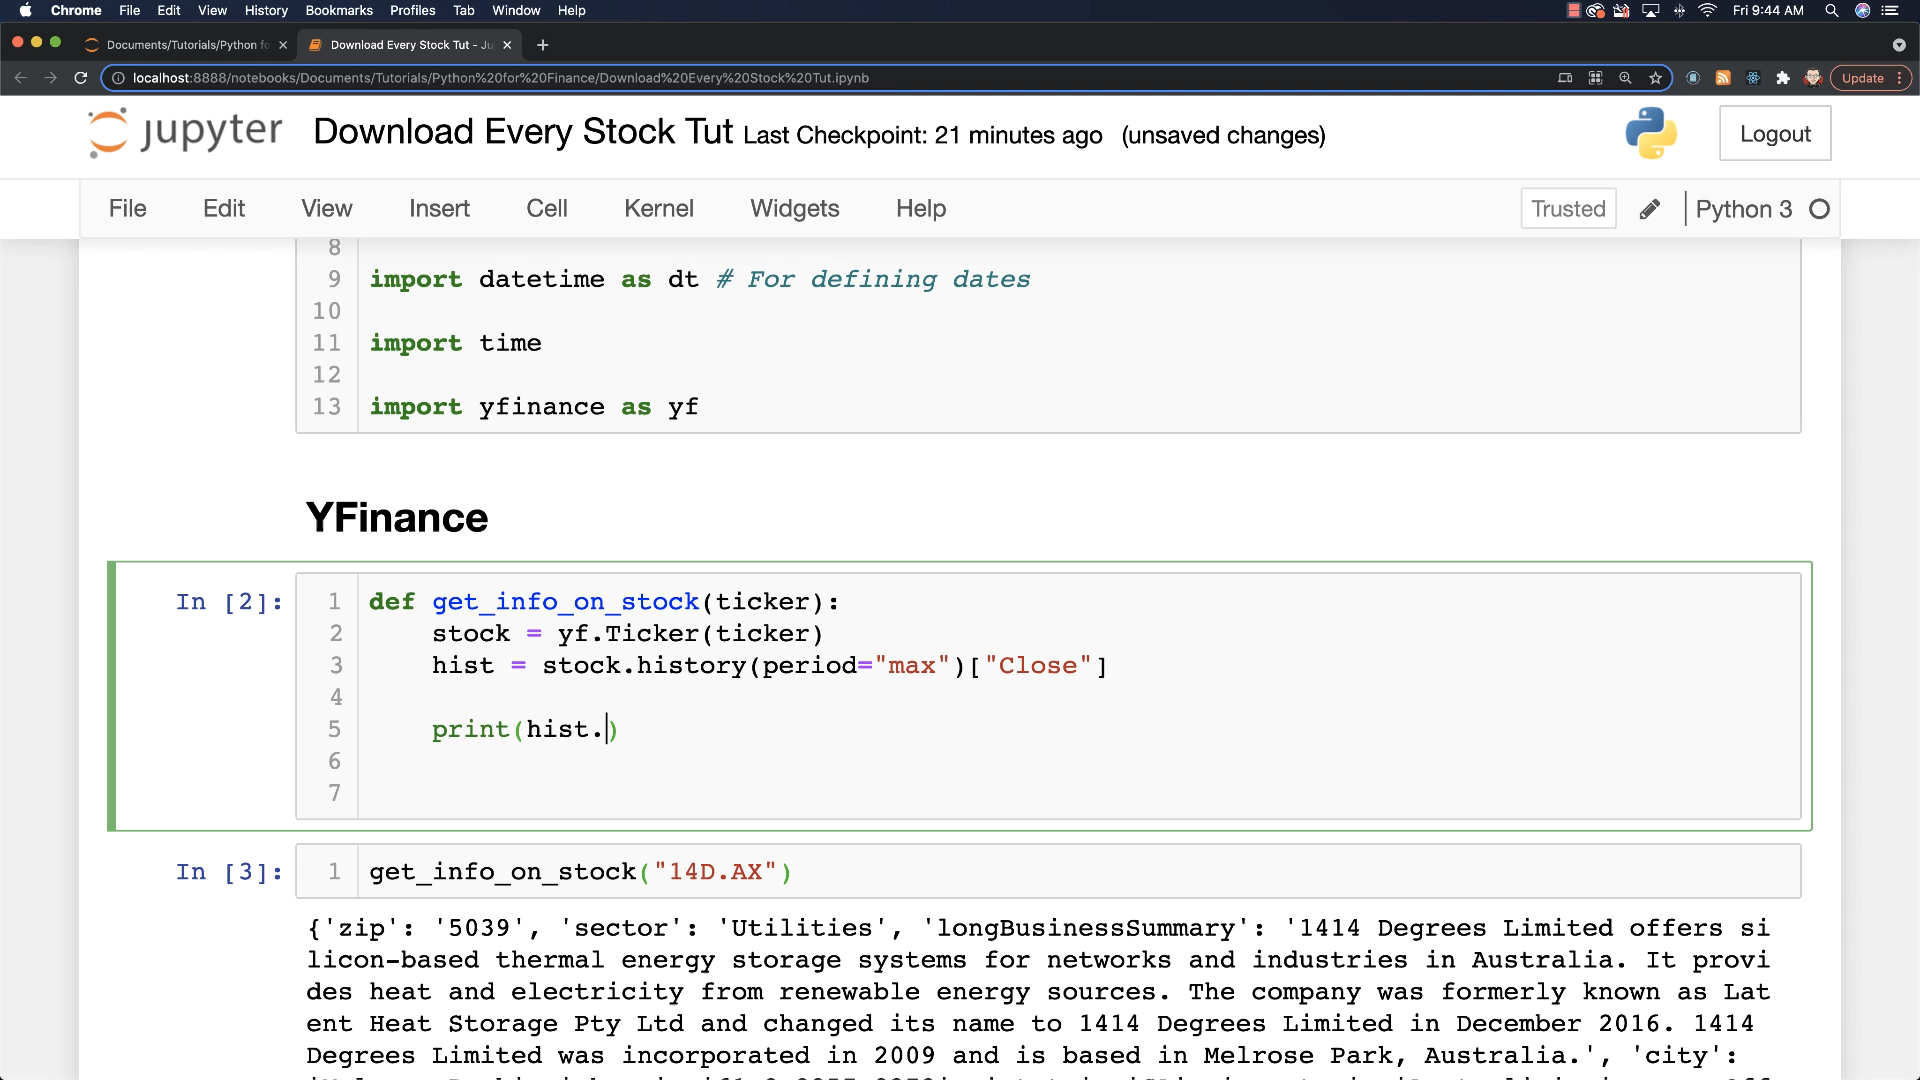 Chrome File Edit View History Bookmarks Profiles Tab Window Help Fri 9:44 AM
Documents/Tutorials/Python fo Download Every Stock Tut - Ju
localhost:8888/notebooks/Documents/Tutorials/Python%20for%20Finance/Download%20Every%20Stock%20Tut.ipynb Update
jupyter Download Every Stock Tut Last Checkpoint: 21 minutes ago (unsaved changes) Logout
File Edit View Insert Cell Kernel Widgets Help Trusted Python 3
8
9 import datetime as dt # For defining dates
10
11 import time
12
13 import yfinance as yf
YFinance
In [2]: 1 def get_info_on_stock(ticker):
2 stock = yf.Ticker(ticker)
3 hist = stock.history(period="max")["Close"]
4
5 print(hist.)
6
7
In [3]: 1 get_info_on_stock("14D.AX")
{'zip': '5039', 'sector': 'Utilities', 'longBusinessSummary': '1414 Degrees Limited offers si
licon-based thermal energy storage systems for networks and industries in Australia. It provi
des heat and electricity from renewable energy sources. The company was formerly known as Lat
ent Heat Storage Pty Ltd and changed its name to 1414 Degrees Limited in December 2016. 1414
Degrees Limited was incorporated in 2009 and is based in Melrose Park, Australia.', 'city':